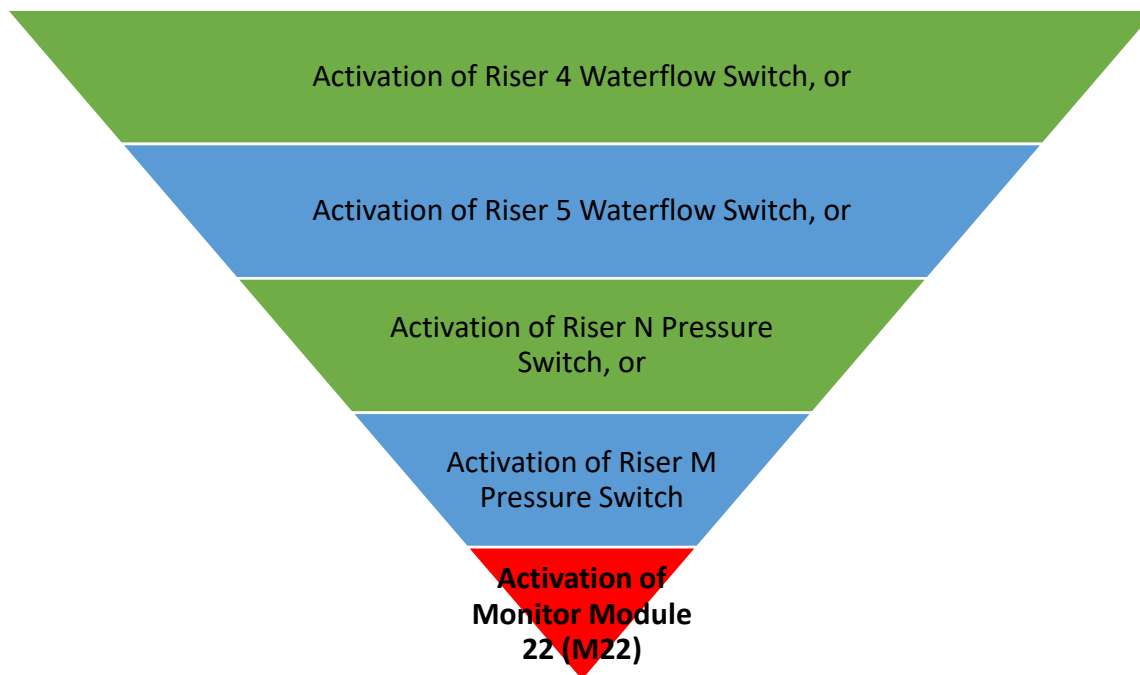 Activation of Riser 4 Waterflow Switch, or
Activation of Riser 5 Waterflow Switch, or
Activation of Riser N Pressure
Switch, or
Activation of Riser M
Pressure Switch
Activation of
Monitor Module
22 (M22)